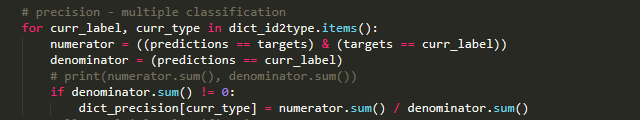 # precision - multiple classification
for curr_label, curr_type in dict_id2type.items():
numerator = ((predictions == targets) & (targets == curr_label))
denominator = (predictions == curr_label)
# print(numerator.sum(), denominator.sum())
if denominator.sum() != 0:
dict_precision[curr_type] = numerator.sum() / denominator.sum()